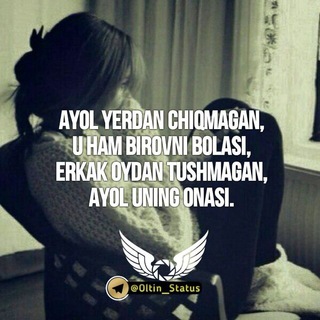 AYOL YERDAN CHIQMAGAN,
U HAM BIROVNI BOLASI,
ERKAK OYDAN TUSHMAGAN,
AYOL UNING ONASI.
@Oltin_Status